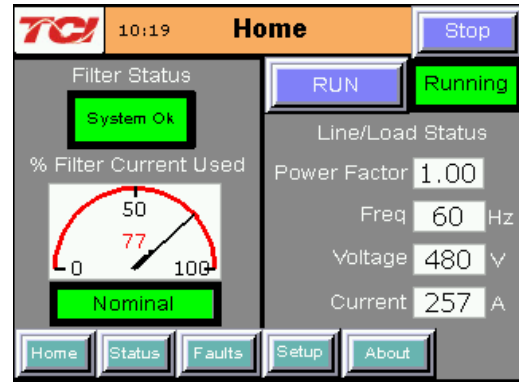 TCI 10:19 Home Stop
Filter Status
System Ok
% Filter Current Used
50
77
0 100
Nominal
RUN Running
Line/Load Status
Power Factor 1.00
Freq 60 Hz
Voltage 480 V
Current 257 A
Home Status Faults Setup About